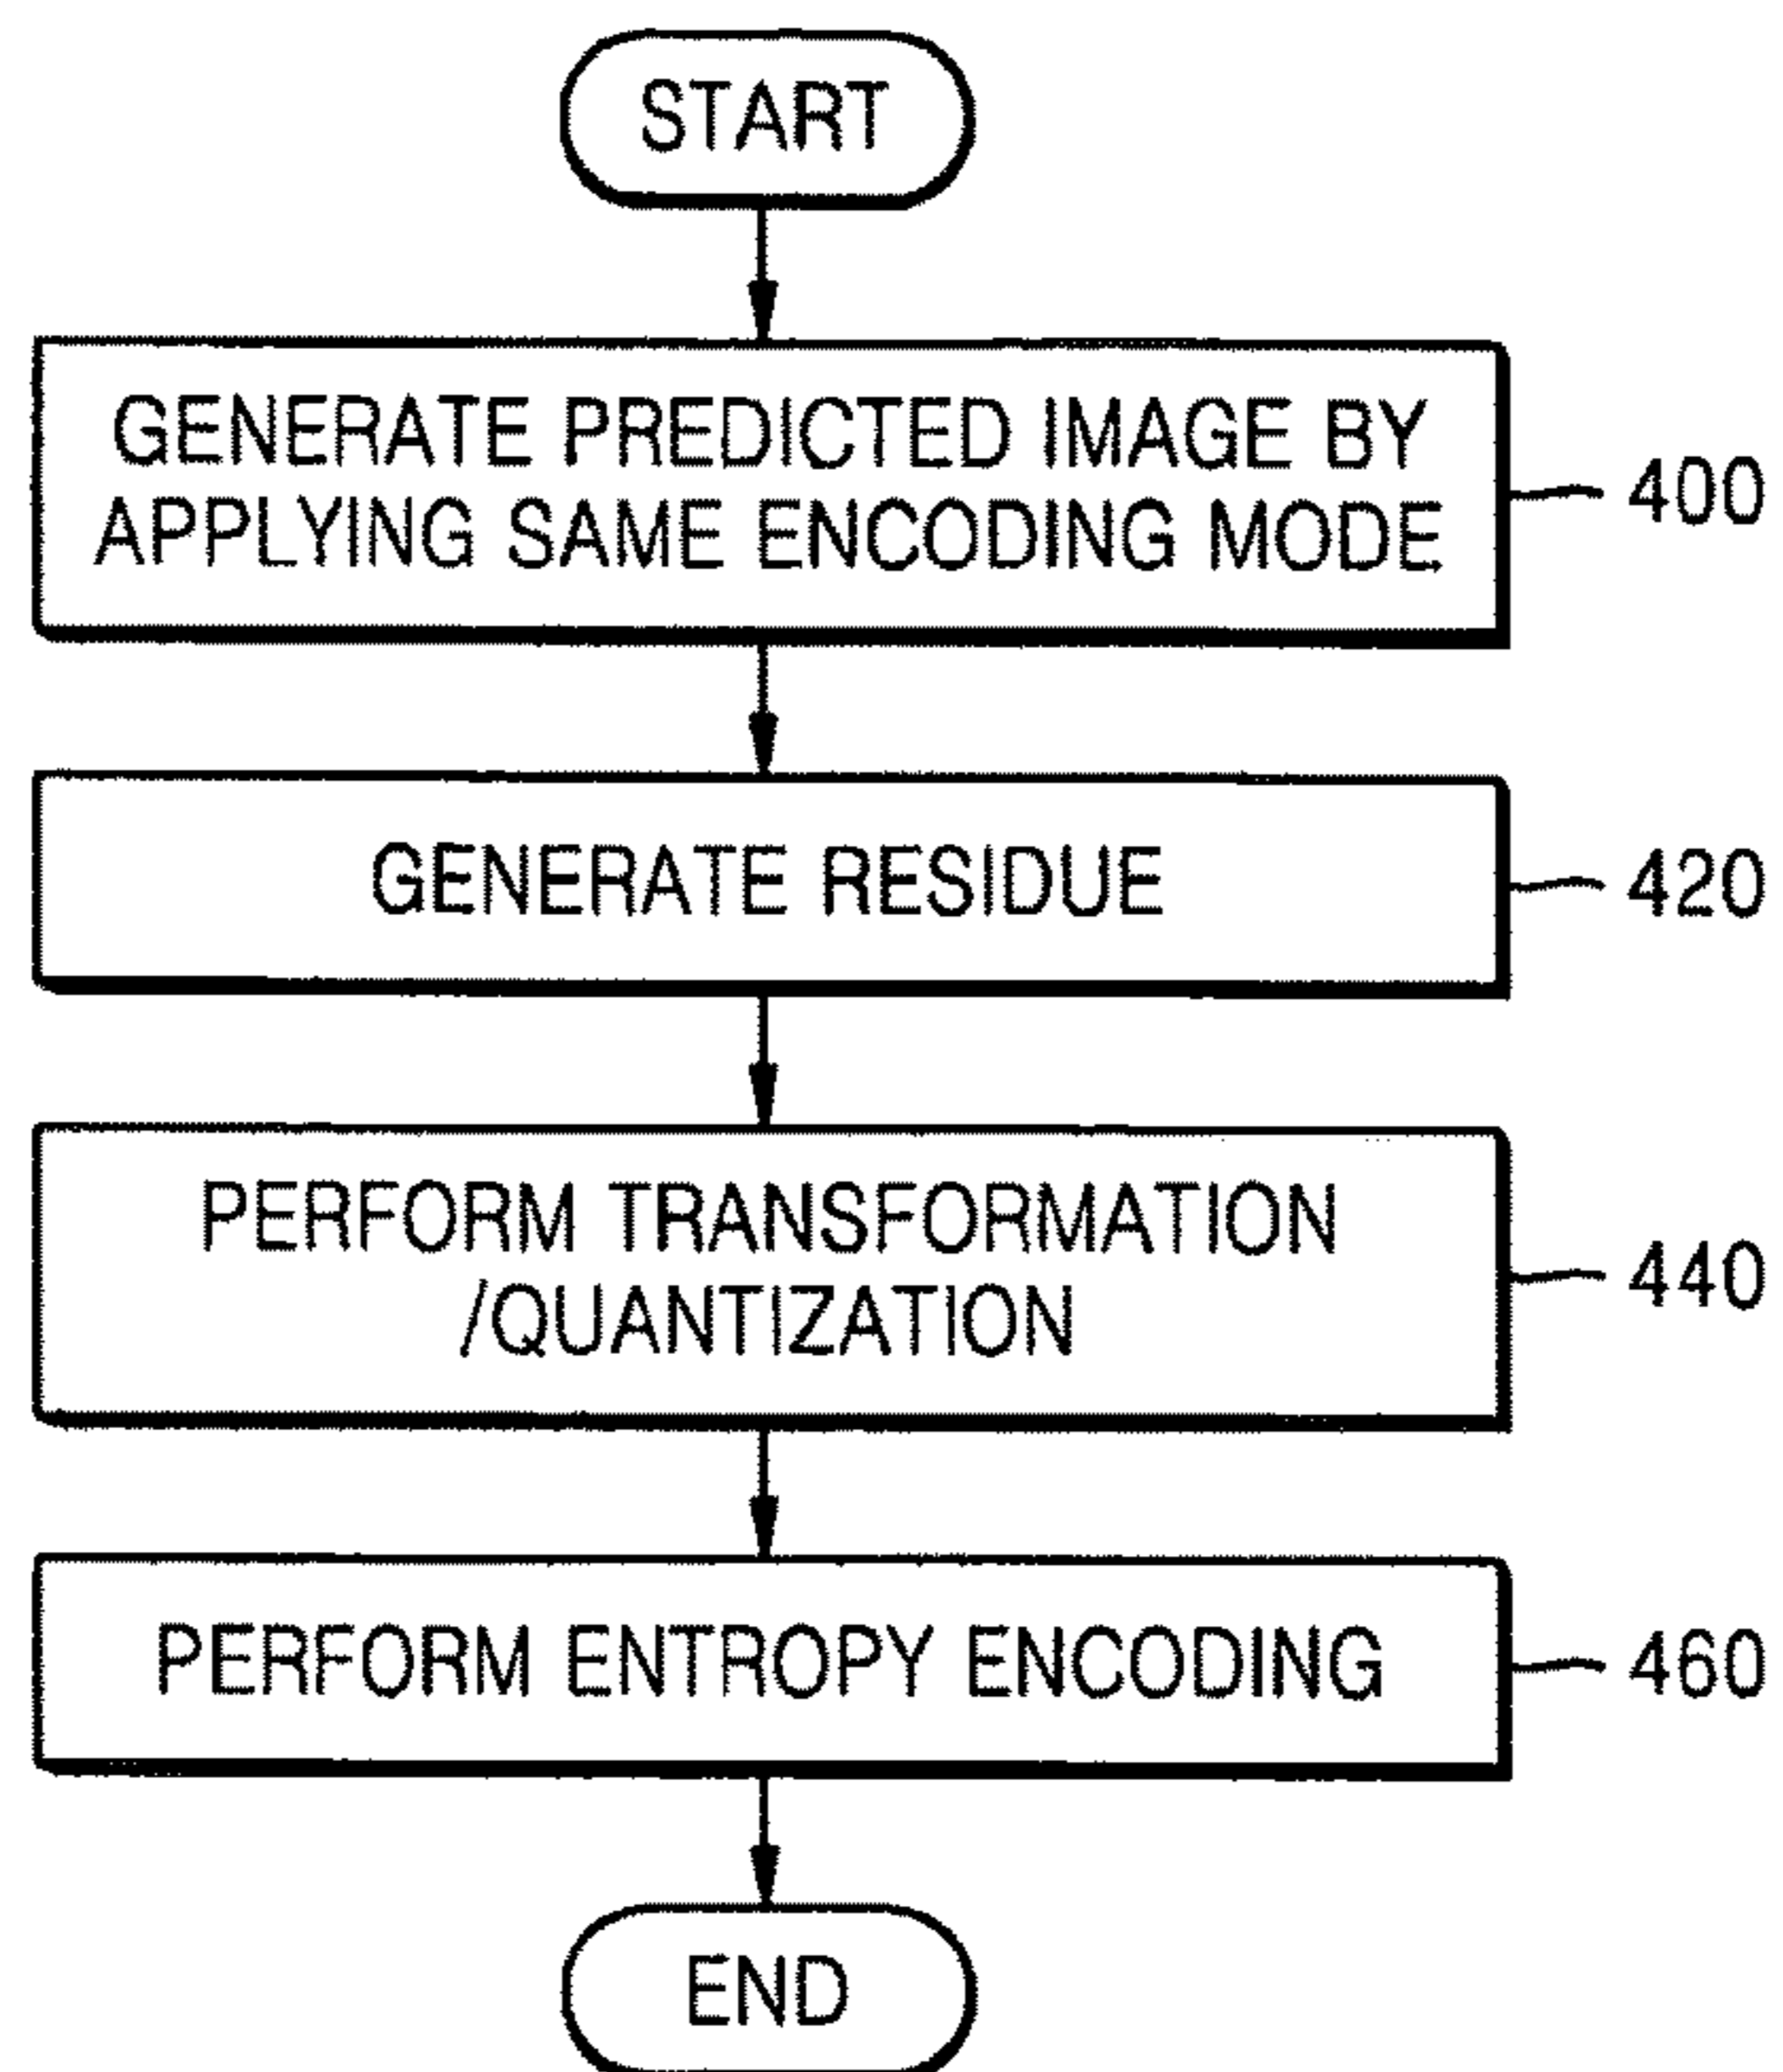 START
GENERATE PREDICTED IMAGE BY
APPLYING SAME ENCODING MODE
400
GENERATE RESIDUE
420
PERFORM TRANSFORMATION
/QUANTIZATION
440
PERFORM ENTROPY ENCODING
460
END